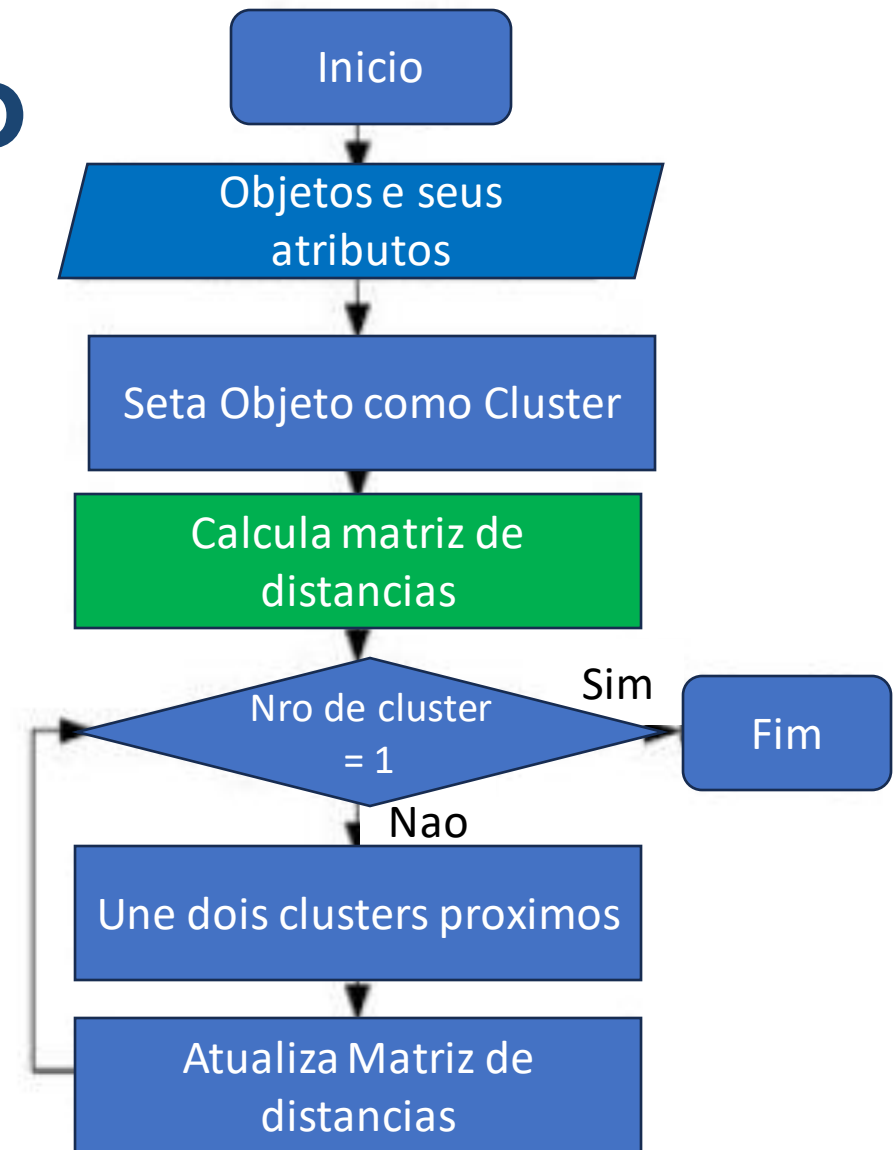 o
Inicio
Objetos e seus
atributos
Seta Objeto como Cluster
Calcula matriz de
distancias
Nro de cluster
= 1
Sim
Fim
Nao
Une dois clusters proximos
Atualiza Matriz de
distancias